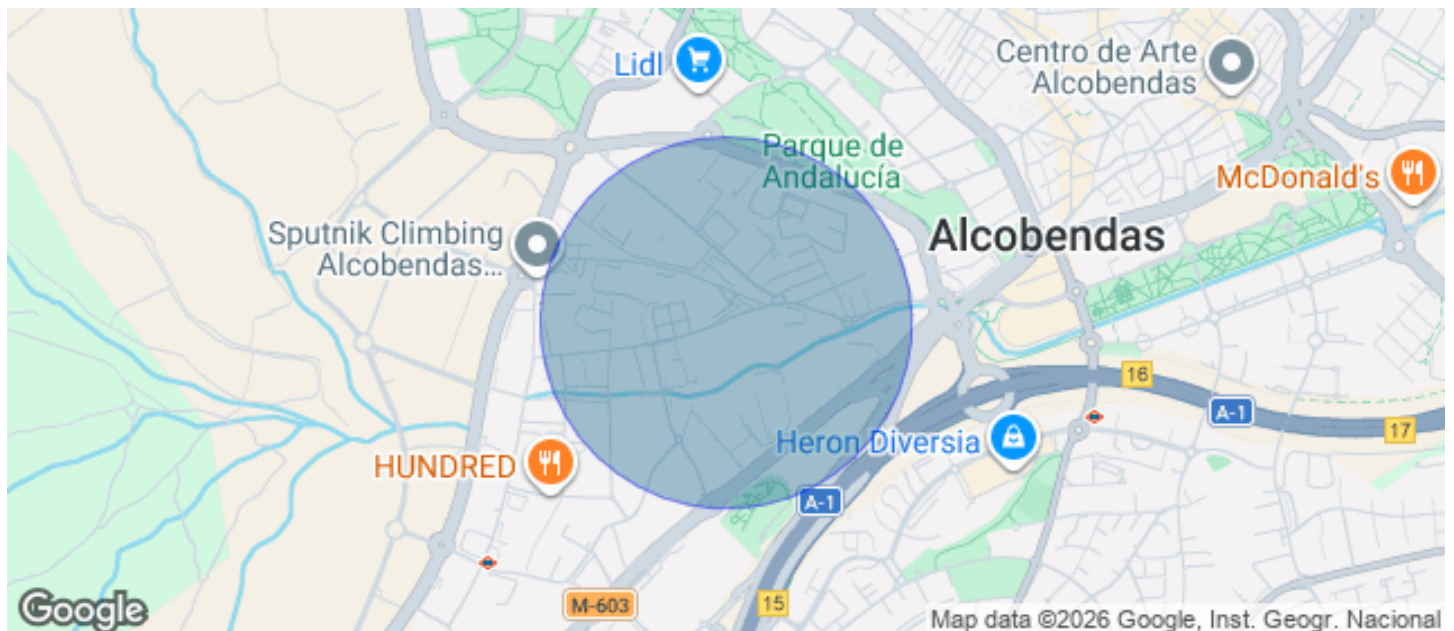 Lidl
Centro de Arte
Alcobendas
Parque de
Andalucía
McDonald's
Sputnik Climbing
Alcobendas...
Alcobendas
16
A-1
17
Heron Diversia
HUNDRED
A-1
M-603
15
Google
Map data ©2026 Google, Inst. Geogr. Nacional